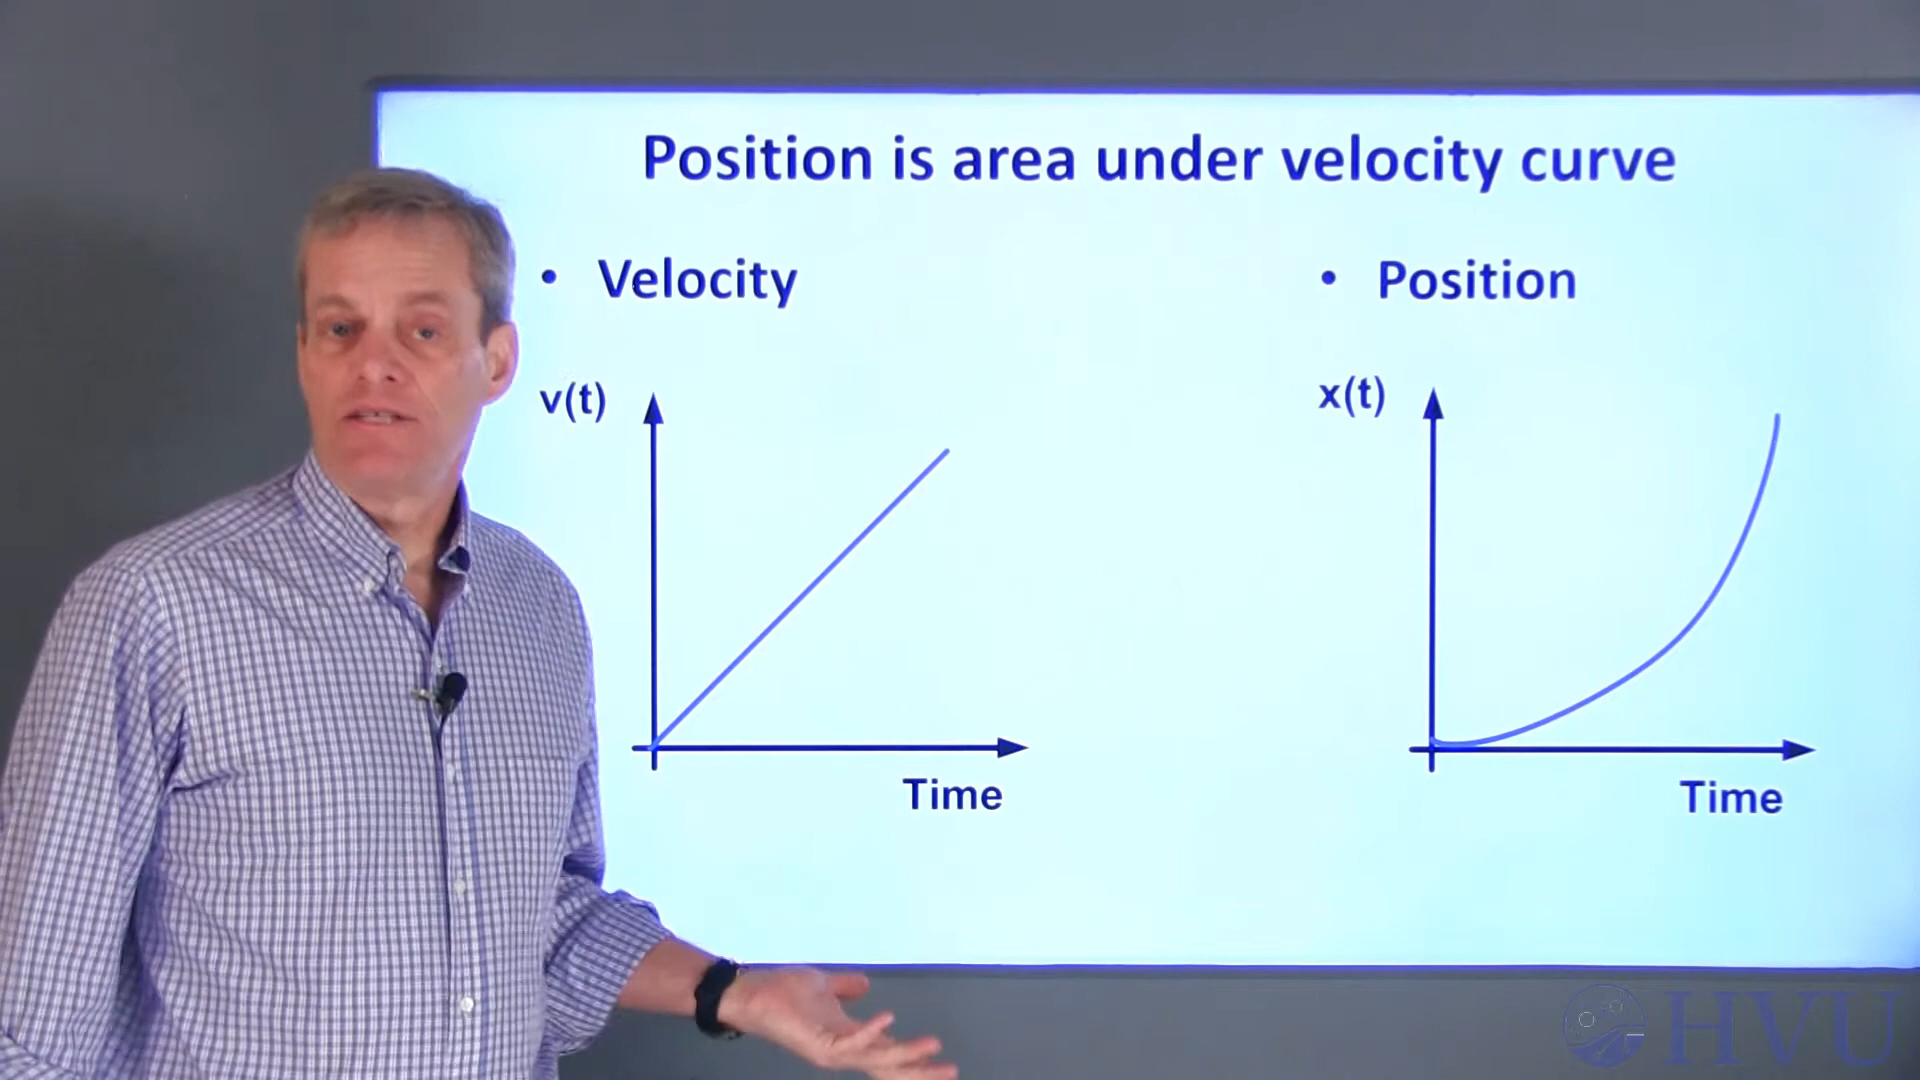 Position is area under velocity curve
• Velocity
• Position
v(t)
x(t)
Time
Time
HVU